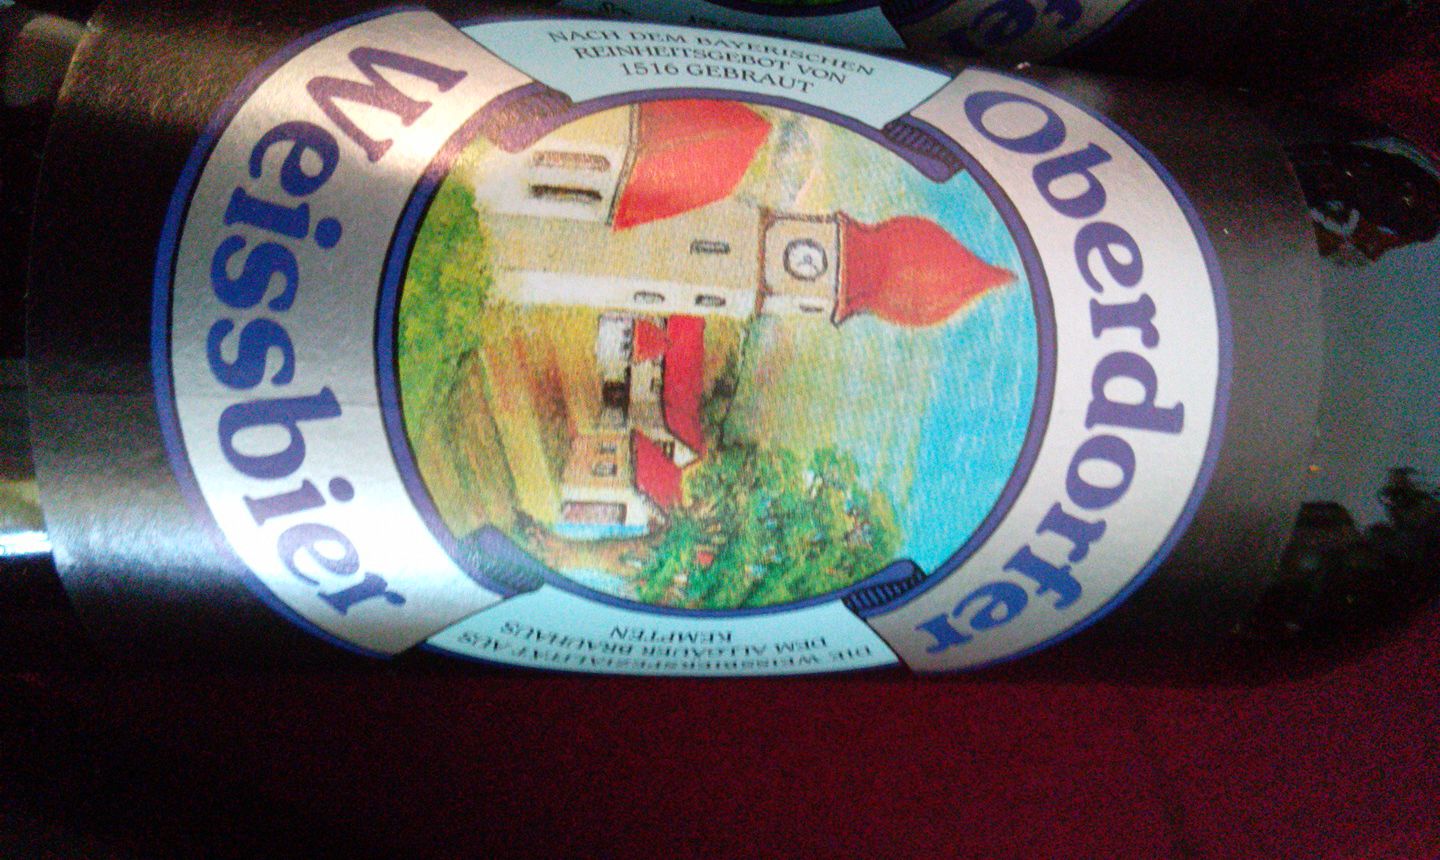 Oberdorfer
NACH DEM BAYERISCHEN
REINHEITSGEBOT VON
1516 GEBRAUT
DIE WEISSBIERSPEZIALITÄT AUS
DEM ALLGÄUER BRAUHAUS
KEMPTEN
Weissbier